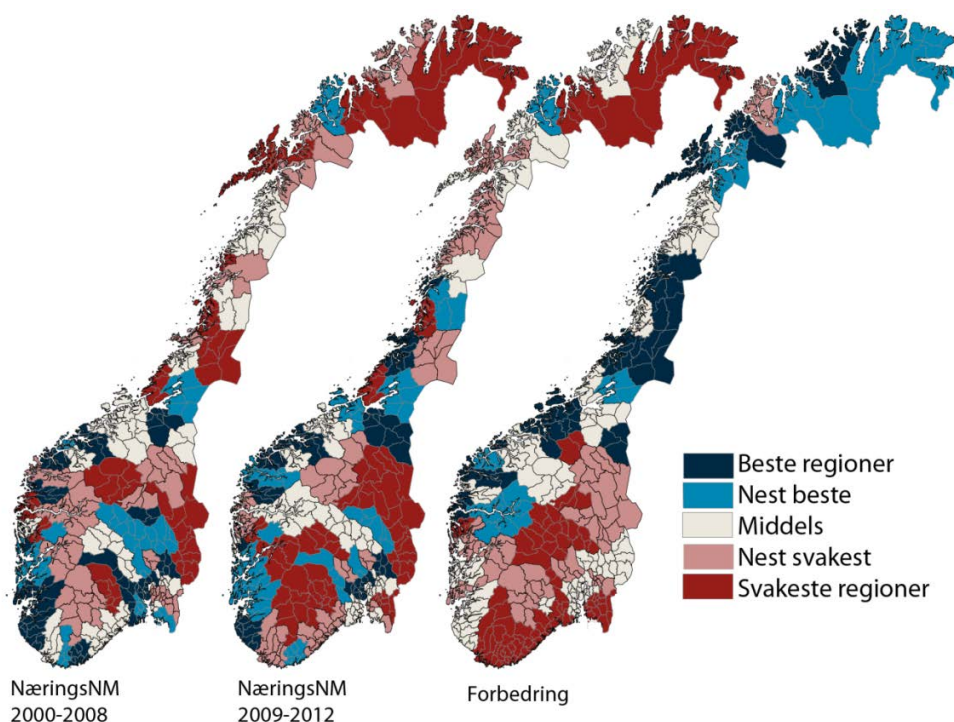 Beste regioner
Nest beste
Middels
Nest svakest
Svakeste regioner
NæringsNM
2000-2008
NæringsNM
2009-2012
Forbedring